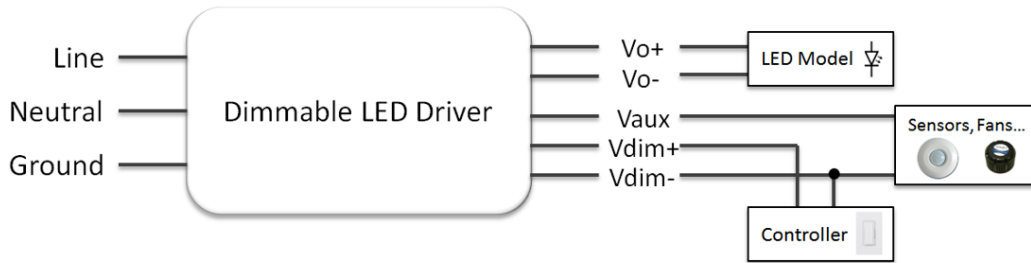 Line
Neutral
Ground
Dimmable LED Driver
Vo+
Vo-
Vaux
Vdim+
Vdim-
LED Model
Sensors, Fans...
Controller